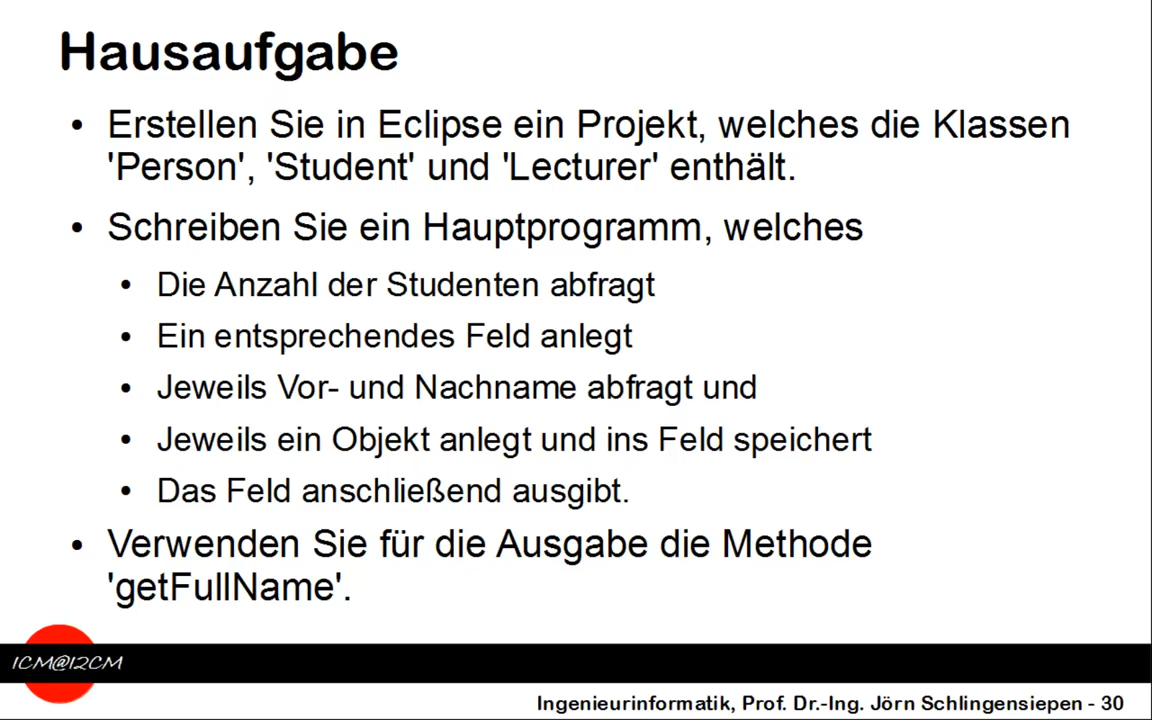 Hausaufgabe
• Erstellen Sie in Eclipse ein Projekt, welches die Klassen
'Person', 'Student' und 'Lecturer' enthält.
• Schreiben Sie ein Hauptprogramm, welches
• Die Anzahl der Studenten abfragt
• Ein entsprechendes Feld anlegt
• Jeweils Vor- und Nachname abfragt und
• Jeweils ein Objekt anlegt und ins Feld speichert
• Das Feld anschließend ausgibt.
• Verwenden Sie für die Ausgabe die Methode
'getFullName'.
1CM@12CM
Ingenieurinformatik, Prof. Dr.-Ing. Jörn Schlingensiepen - 30